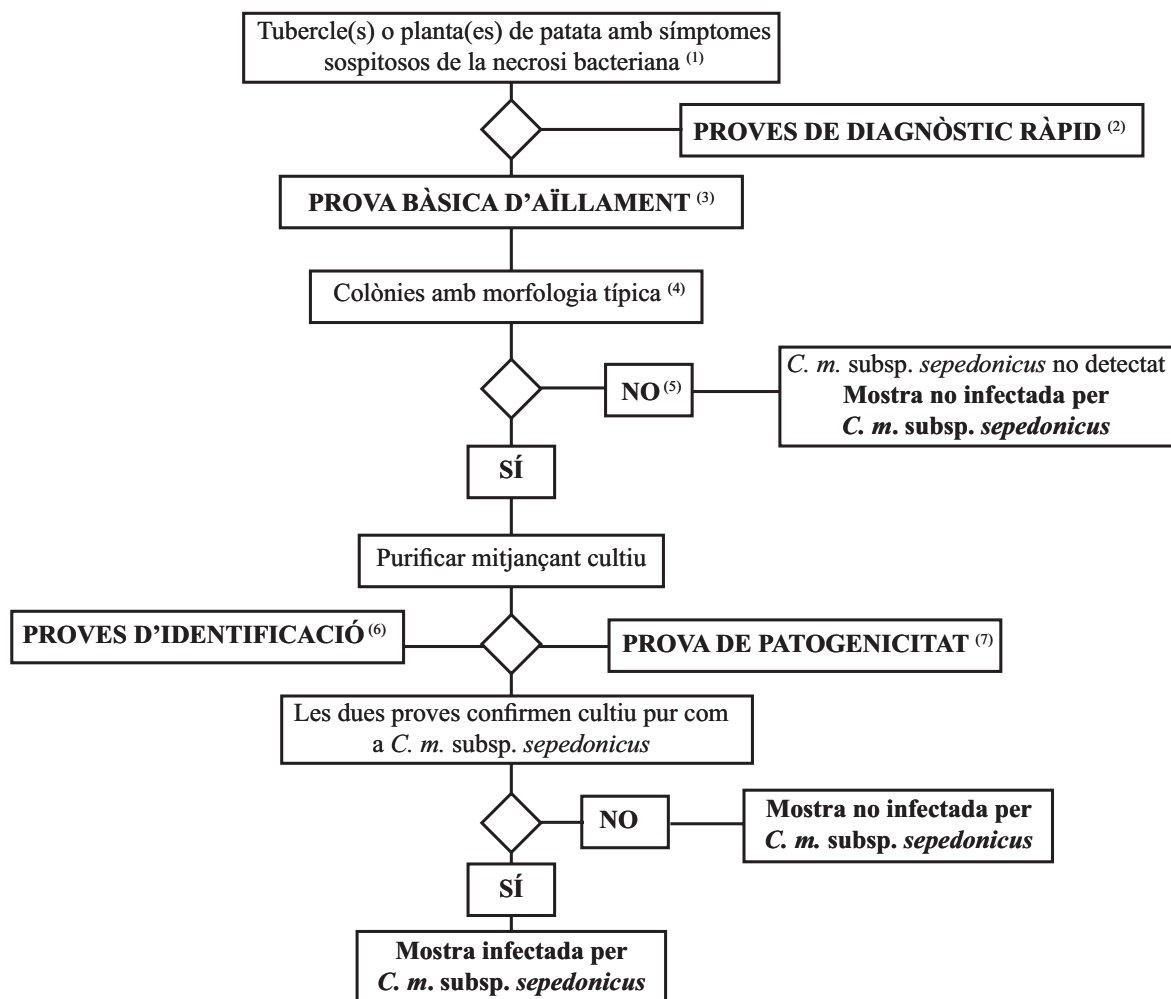 Tubercle(s) o planta(es) de patata amb símptomes
sospitosos de la necrosi bacteriana (1)
PROVES DE DIAGNÒSTIC RÀPID (2)
PROVA BÀSICA D’AÏLLAMENT (3)
Colònies amb morfologia típica (4)
NO (5)
C. m. subsp. sepedonicus no detectat
Mostra no infectada per
C. m. subsp. sepedonicus
SÍ
Purificar mitjançant cultiu
PROVES D’IDENTIFICACIÓ (6)
PROVA DE PATOGENICITAT (7)
Les dues proves confirmen cultiu pur com
a C. m. subsp. sepedonicus
NO
Mostra no infectada per
C. m. subsp. sepedonicus
SÍ
Mostra infectada per
C. m. subsp. sepedonicus